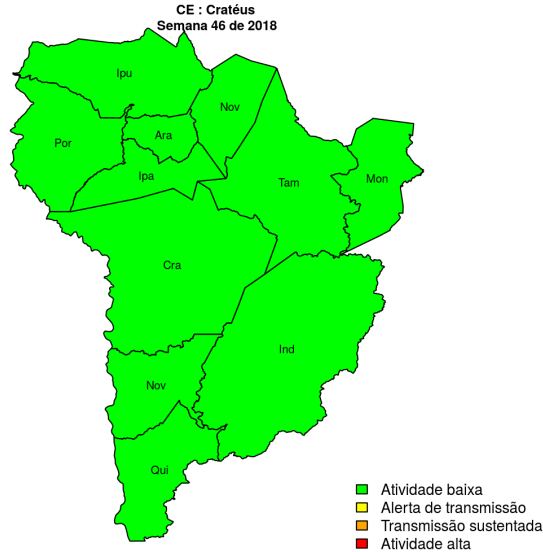 CE : Cratéus
Semana 46 de 2018
Ipu
Nov
Por
Ara
Ipa
Tam
Mon
Cra
Ind
Nov
Qui
Atividade baixa
Alerta de transmissão
Transmissão sustentada
Atividade alta